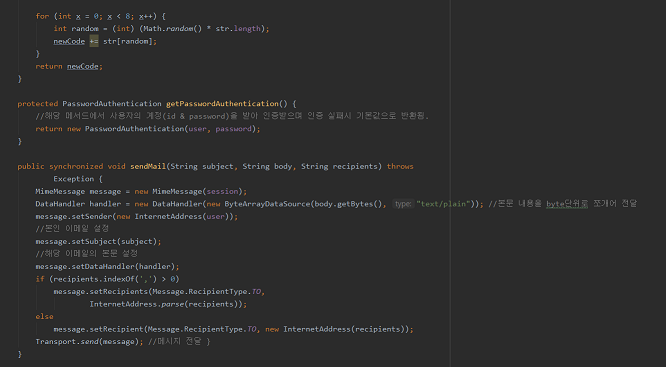 for (int x = 0; x < 8; x++) {
int random = (int) (Math.random() * str.length);
newCode += str[random];
}
return newCode;
}
protected PasswordAuthentication getPasswordAuthentication() {
//해당 메서드에서 사용자의 계정(id & password)을 받아 인증받으며 인증 실패시 기본값으로 반환됨.
return new PasswordAuthentication(user, password);
}
public synchronized void sendMail(String subject, String body, String recipients) throws
Exception {
MimeMessage message = new MimeMessage(session);
DataHandler handler = new DataHandler(new ByteArrayDataSource(body.getBytes(), type: "text/plain")); //본문 내용을 byte단위로 쪼개어 전달
message.setSender(new InternetAddress(user));
//본인 이메일 설정
message.setSubject(subject);
//해당 이메일의 본문 설정
message.setDataHandler(handler);
if (recipients.indexOf(',') > 0)
message.setRecipients(Message.RecipientType.TO,
InternetAddress.parse(recipients));
else
message.setRecipient(Message.RecipientType.TO, new InternetAddress(recipients));
Transport.send(message); //메시지 전달 }
}